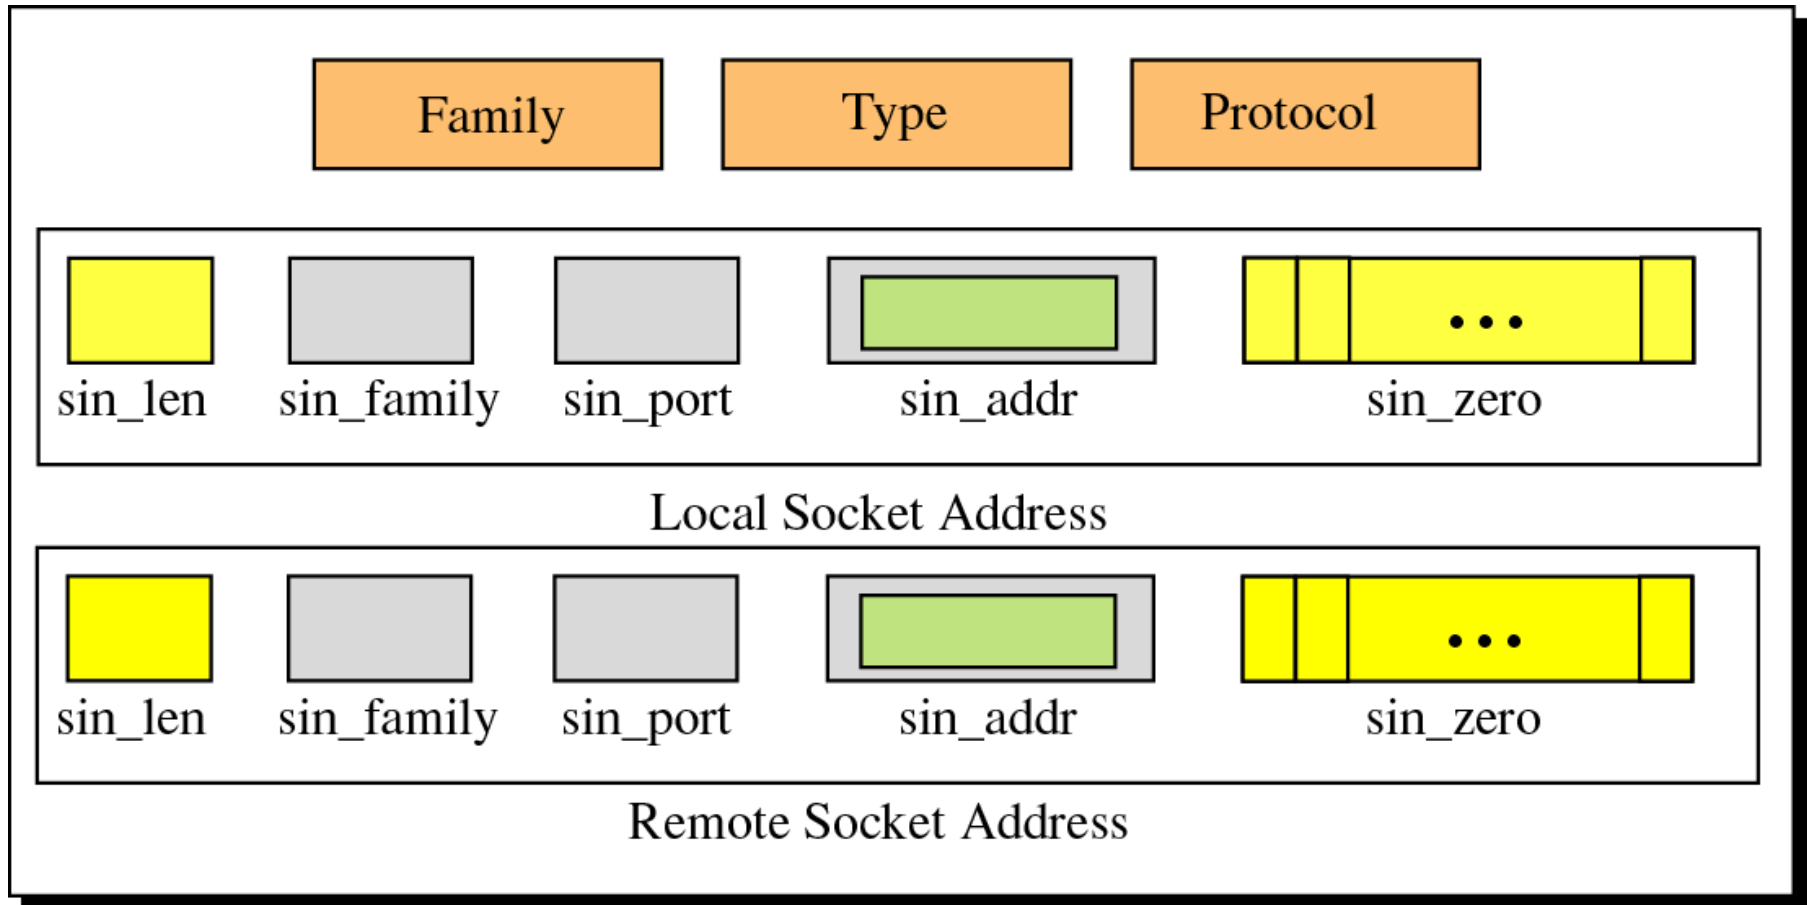 Family Type Protocol
sin_len sin_family sin_port sin_addr sin_zero
Local Socket Address
sin_len sin_family sin_port sin_addr sin_zero
Remote Socket Address